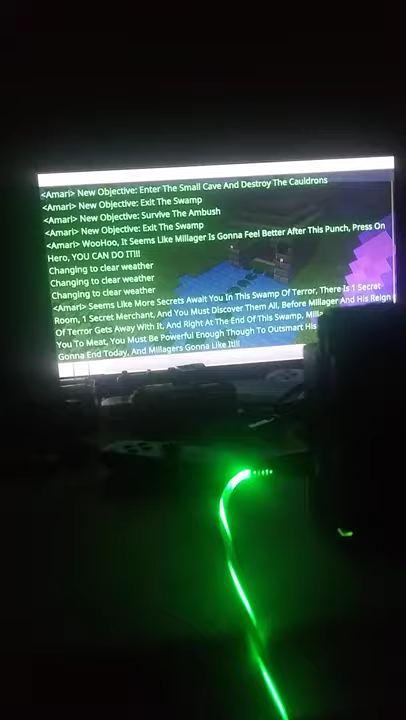 <Amari> New Objective: Enter The Small Cave And Destroy The Cauldrons
<Amari> New Objective: Exit The Swamp
<Amari> New Objective: Survive The Ambush
<Amari> New Objective: Exit The Swamp
<Amari> WooHoo, It Seems Like Millager Is Gonna Feel Better After This Punch, Press On
Hero, YOU CAN DO IT!!!
Changing to clear weather
Changing to clear weather
Changing to clear weather
<Amari> Seems Like More Secrets Await You In This Swamp Of Terror, There Is 1 Secret
Room, 1 Secret Merchant, And You Must Discover Them All, Before Millager And His Reign
Of Terror Gets Away With It, And Right At The End Of This Swamp,
You To Meat, You Must Be Powerful Enough Though To Outsmart His
Gonna End Today, And Millagers Gonna Like It!!!